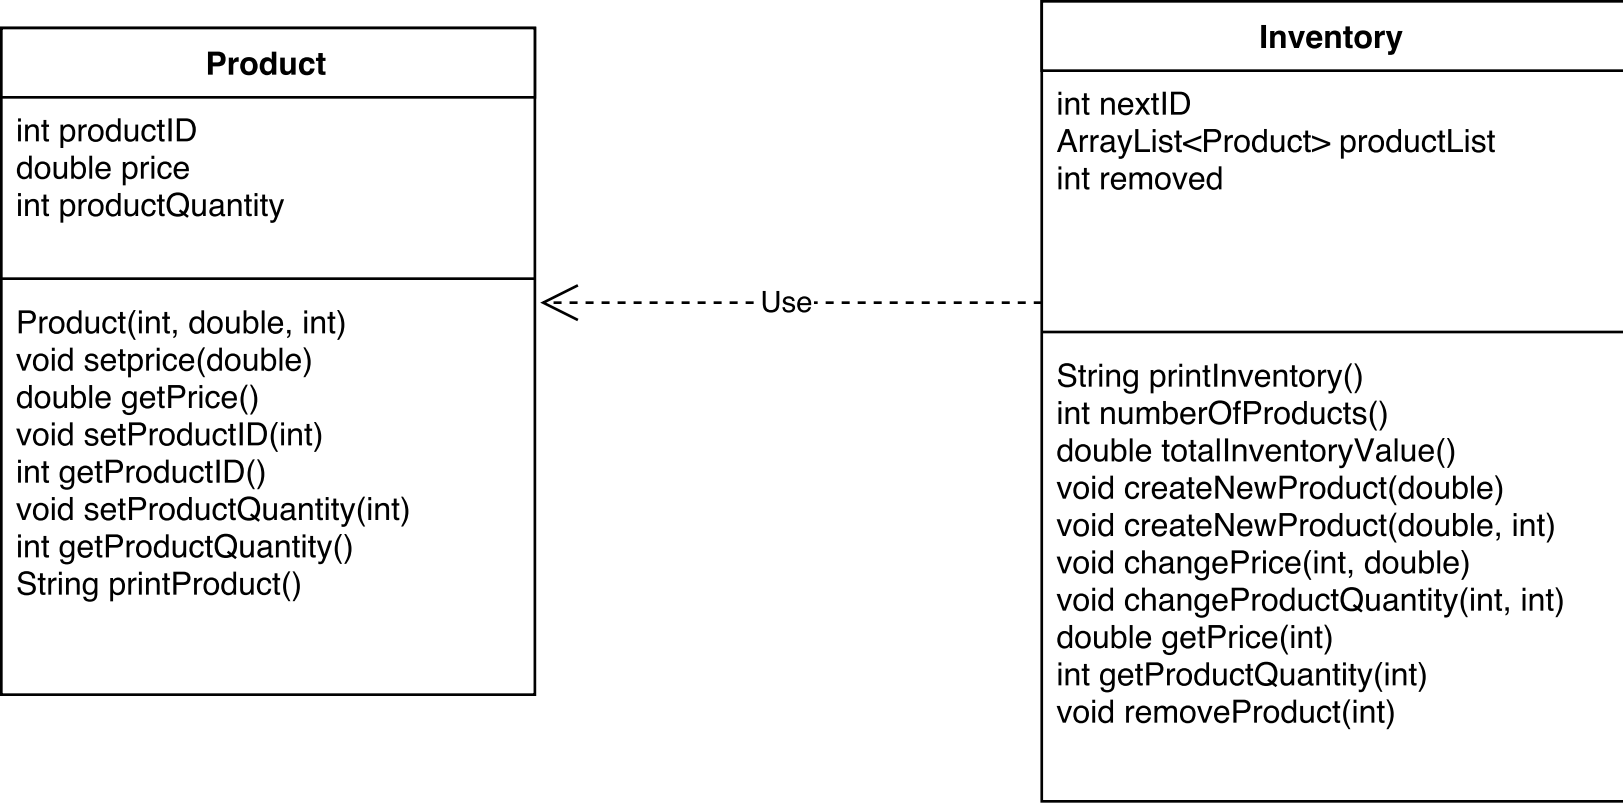 Product
int productID
double price
int productQuantity
Product(int, double, int)
void setprice(double)
double getPrice()
void setProductID(int)
int getProductID()
void setProductQuantity(int)
int getProductQuantity()
String printProduct()
Use
Inventory
int nextID
ArrayList<Product> productList
int removed
String printInventory()
int numberOfProducts()
double totalInventoryValue()
void createNewProduct(double)
void createNewProduct(double, int)
void changePrice(int, double)
void changeProductQuantity(int, int)
double getPrice(int)
int getProductQuantity(int)
void removeProduct(int)